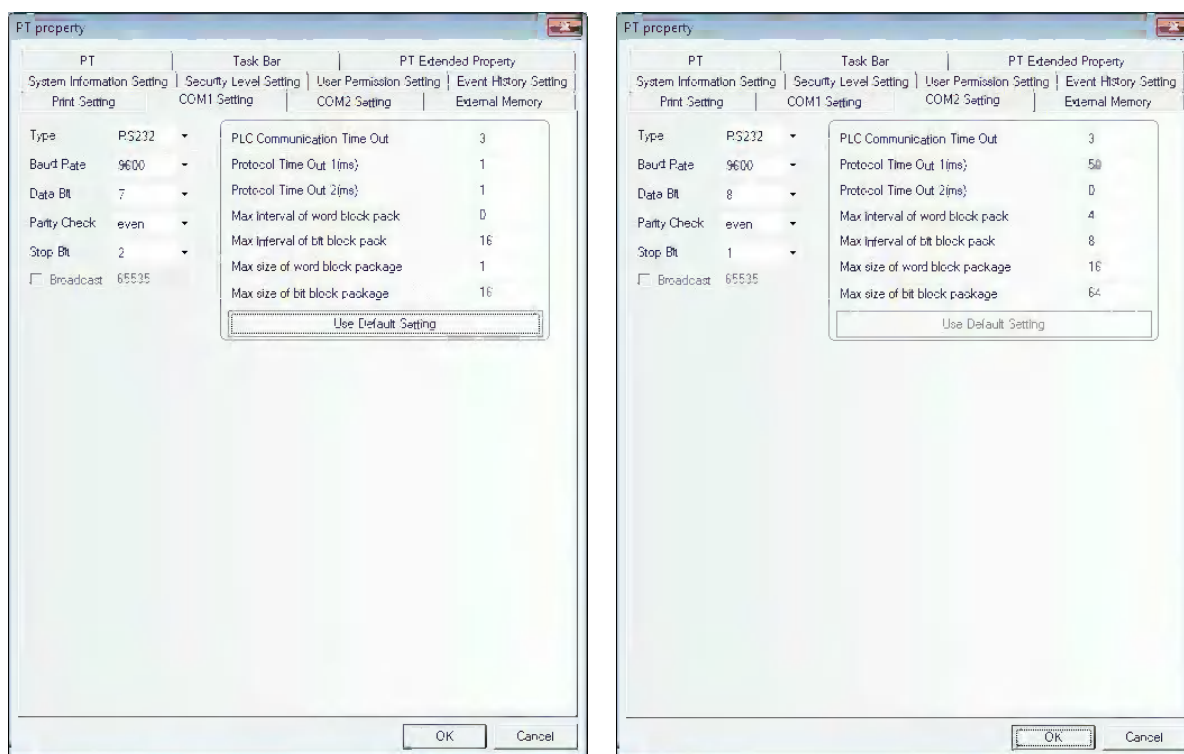 PT property
PT Task Bar PT Extended Property
System Information Setting Security Level Setting User Permission Setting Event History Setting
Print Setting COM1 Setting COM2 Setting External Memory
Type RS232
Baud Rate 9600
Data Bit 7
Parity Check even
Stop Bit 2
Broadcast 65535
PLC Communication Time Out 3
Protocol Time Out 1(ms) 1
Protocol Time Out 2(ms) 1
Max interval of word block pack 0
Max interval of bit block pack 16
Max size of word block package 1
Max size of bit block package 16
Use Default Setting
OK Cancel
PT property
PT Task Bar PT Extended Property
System Information Setting Security Level Setting User Permission Setting Event History Setting
Print Setting COM1 Setting COM2 Setting External Memory
Type RS232
Baud Rate 9600
Data Bit 8
Parity Check even
Stop Bit 1
Broadcast 65535
PLC Communication Time Out 3
Protocol Time Out 1(ms) 50
Protocol Time Out 2(ms) 0
Max interval of word block pack 4
Max interval of bit block pack 8
Max size of word block package 16
Max size of bit block package 64
Use Default Setting
OK Cancel